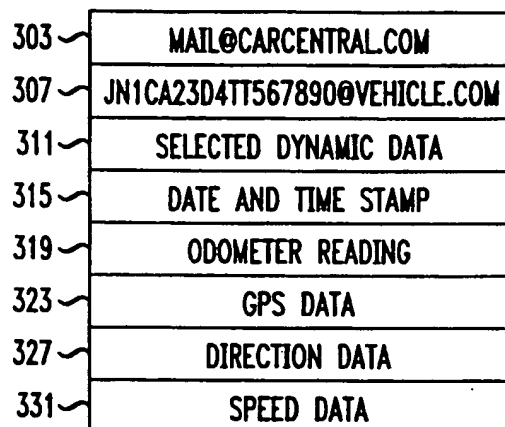 303 MAIL@CARCENTRAL.COM
307 JN1CA23D4TT567890@VEHICLE.COM
311 SELECTED DYNAMIC DATA
315 DATE AND TIME STAMP
319 ODOMETER READING
323 GPS DATA
327 DIRECTION DATA
331 SPEED DATA